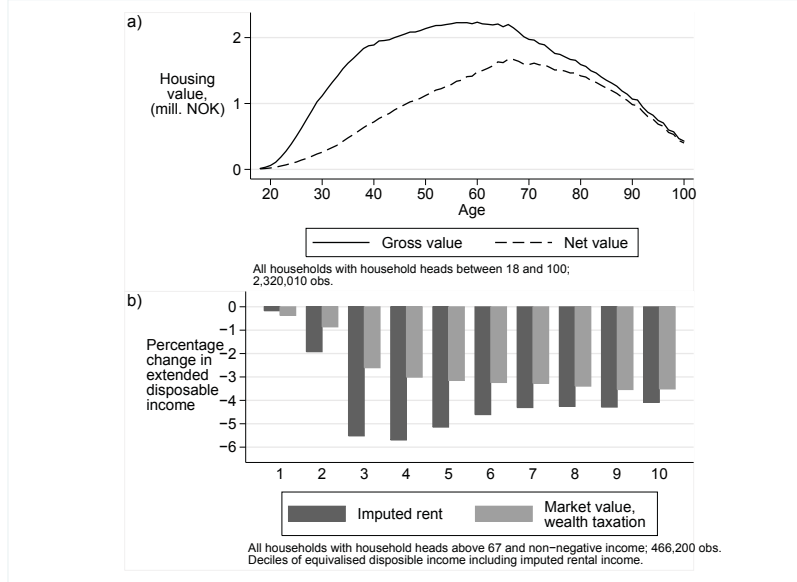 a)
Housing
value,
(mill. NOK)
2
1
0
20 30 40 50 60 70 80 90 100
Age
Gross value Net value
All households with household heads between 18 and 100;
2,320,010 obs.
b)
Percentage
change in
extended
disposable
income
0
−1
−2
−3
−4
−5
−6
1 2 3 4 5 6 7 8 9 10
Imputed rent
Market value,
wealth taxation
All households with household heads above 67 and non−negative income; 466,200 obs.
Deciles of equivalised disposible income including imputed rental income.